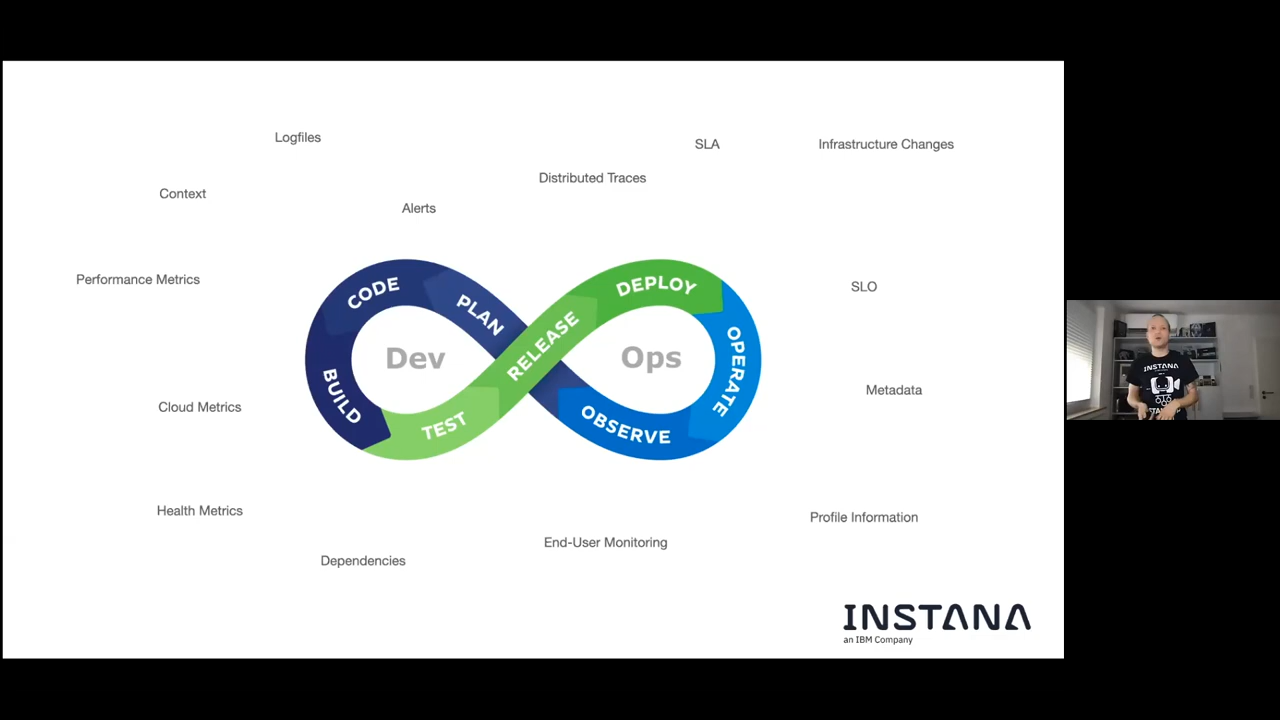 Logfiles
SLA
Infrastructure Changes
Distributed Traces
Context
Alerts
Performance Metrics
CODE
PLAN
RELEASE
DEPLOY
SLO
Dev
Ops
OPERATE
BUILD
TEST
OBSERVE
Metadata
Cloud Metrics
Health Metrics
Profile Information
End-User Monitoring
Dependencies
INSTANA
an IBM Company
INSTANA